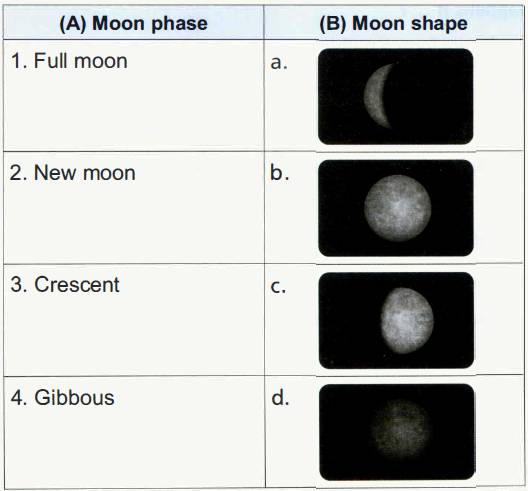 (A) Moon phase (B) Moon shape
1. Full moon a.
2. New moon b.
3. Crescent c.
4. Gibbous d.